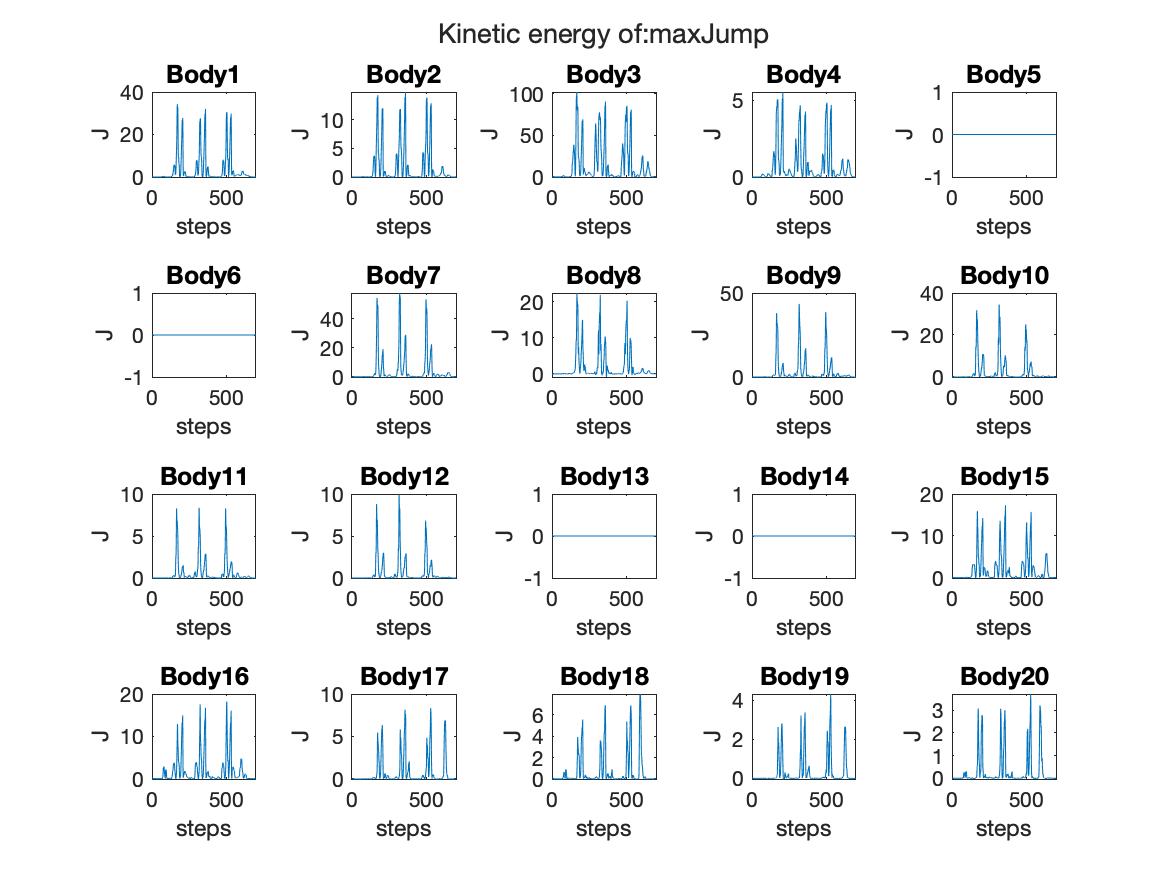 Kinetic energy of:maxJump
Body1 Body2 Body3 Body4 Body5
40 20 0 J 0 500 steps
10 5 0 J 0 500 steps
100 50 0 J 0 500 steps
5 0 J 0 500 steps
1 0 -1 J 0 500 steps
Body6 Body7 Body8 Body9 Body10
1 0 -1 J 0 500 steps
40 20 0 J 0 500 steps
20 10 0 J 0 500 steps
50 0 J 0 500 steps
40 20 0 J 0 500 steps
Body11 Body12 Body13 Body14 Body15
10 5 0 J 0 500 steps
10 5 0 J 0 500 steps
1 0 -1 J 0 500 steps
1 0 -1 J 0 500 steps
20 10 0 J 0 500 steps
Body16 Body17 Body18 Body19 Body20
20 10 0 J 0 500 steps
10 5 0 J 0 500 steps
6 4 2 0 J 0 500 steps
4 2 0 J 0 500 steps
3 2 1 0 J 0 500 steps